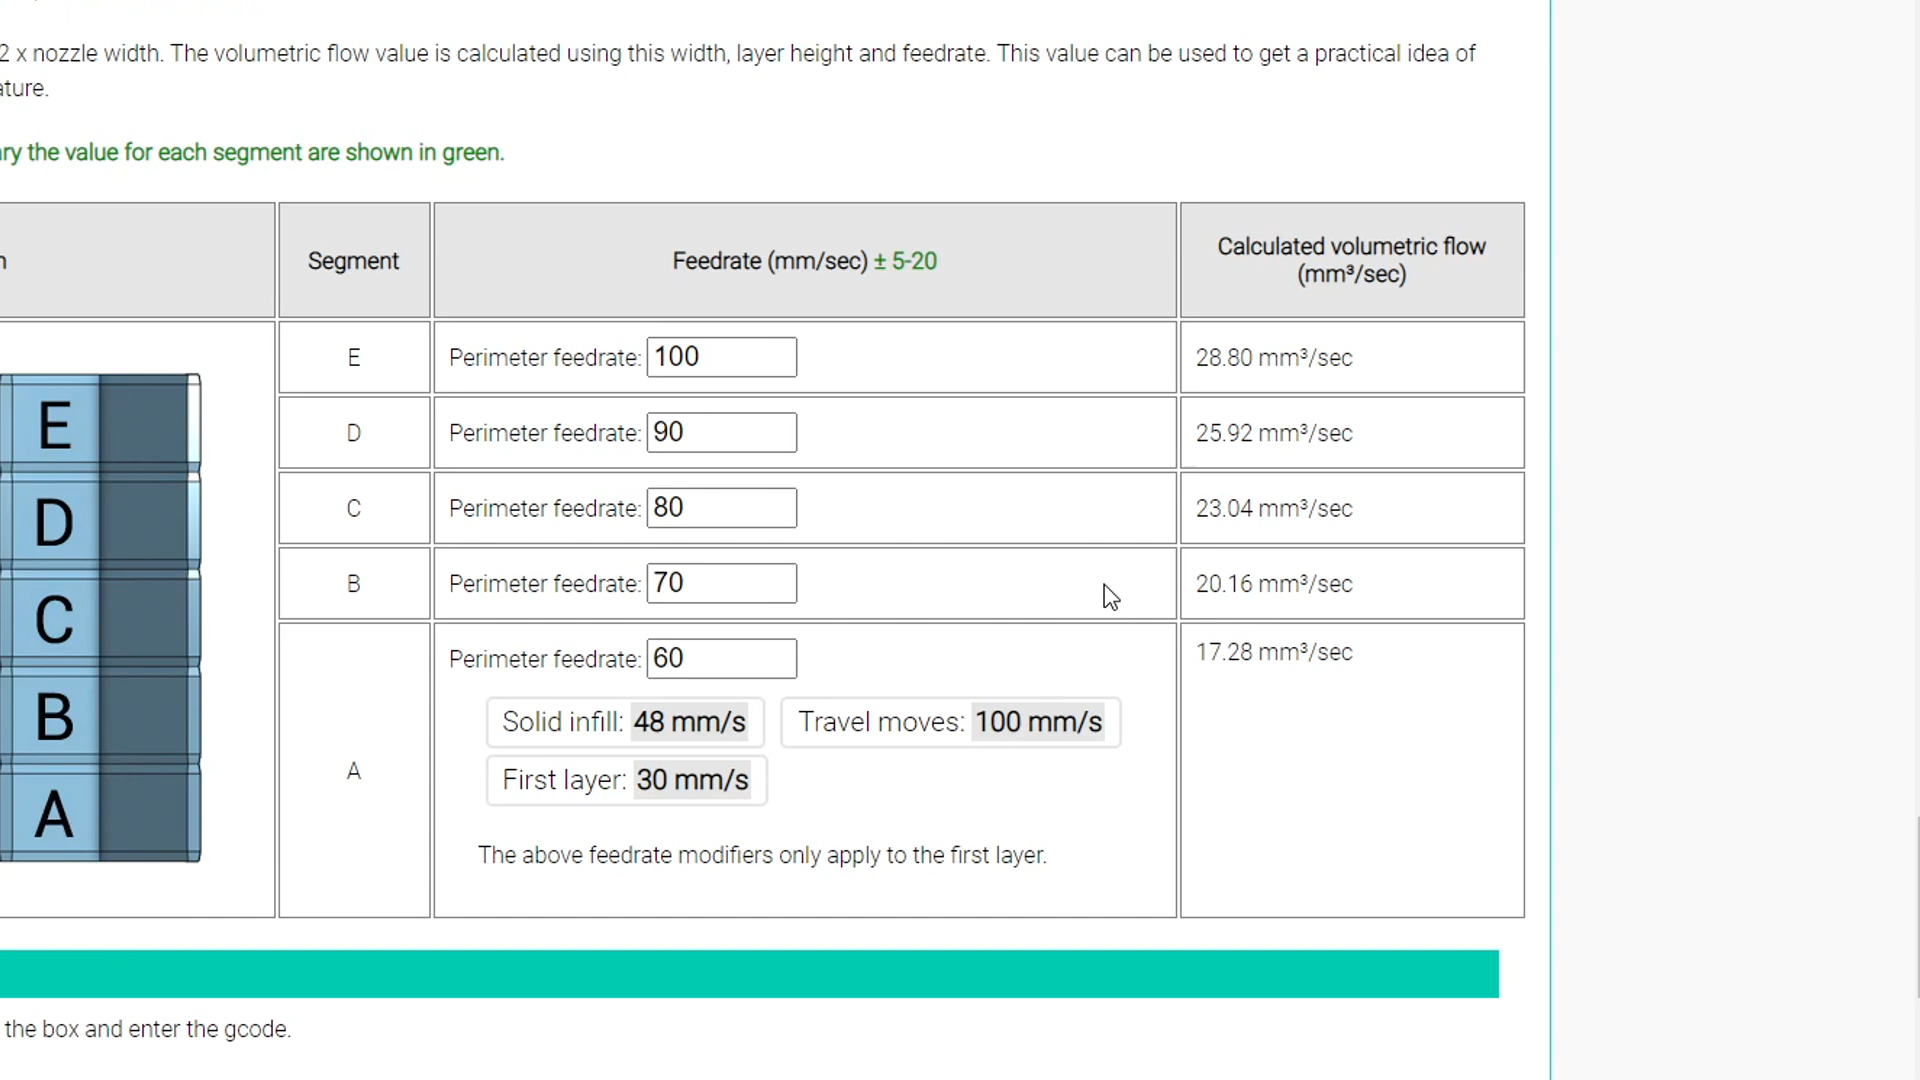 2 x nozzle width. The volumetric flow value is calculated using this width, layer height and feedrate. This value can be used to get a practical idea of
the value for each segment are shown in green.
Segment
Feedrate (mm/sec) ± 5-20
Calculated volumetric flow
(mm³/sec)
E
Perimeter feedrate: 100
28.80 mm³/sec
D
Perimeter feedrate: 90
25.92 mm³/sec
C
Perimeter feedrate: 80
23.04 mm³/sec
B
Perimeter feedrate: 70
20.16 mm³/sec
A
Perimeter feedrate: 60
17.28 mm³/sec
Solid infill: 48 mm/s
Travel moves: 100 mm/s
First layer: 30 mm/s
The above feedrate modifiers only apply to the first layer.
E
D
C
B
A
the box and enter the gcode.